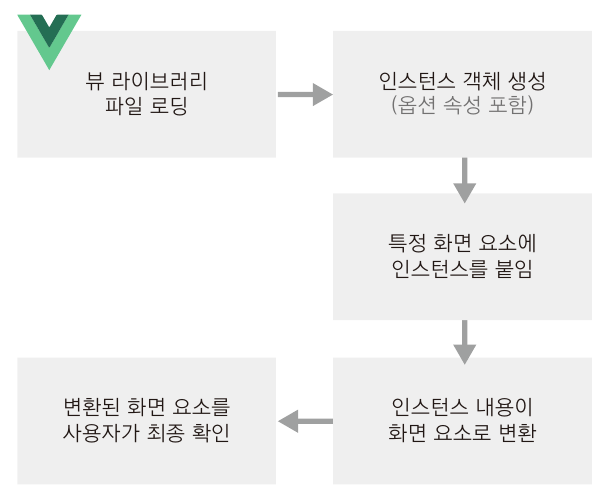 뷰 라이브러리
파일 로딩
인스턴스 객체 생성
(옵션 속성 포함)
특정 화면 요소에
인스턴스를 붙임
인스턴스 내용이
화면 요소로 변환
변환된 화면 요소를
사용자가 최종 확인